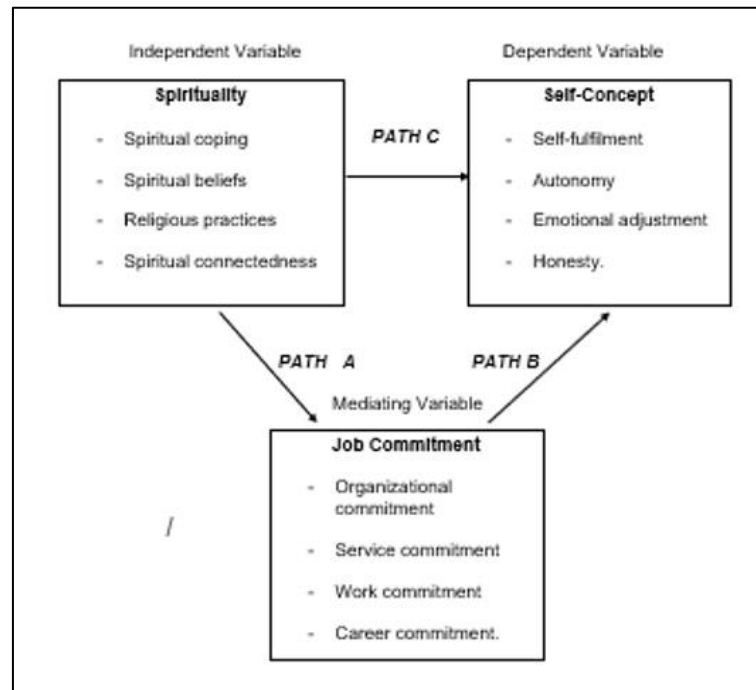 Independent Variable
Dependent Variable
Spirituality
- Spiritual coping
- Spiritual beliefs
- Religious practices
- Spiritual connectedness
PATH C
Self-Concept
- Self-fulfilment
- Autonomy
- Emotional adjustment
- Honesty.
PATH A
PATH B
Mediating Variable
Job Commitment
- Organizational
commitment
- Service commitment
- Work commitment
- Career commitment.
/